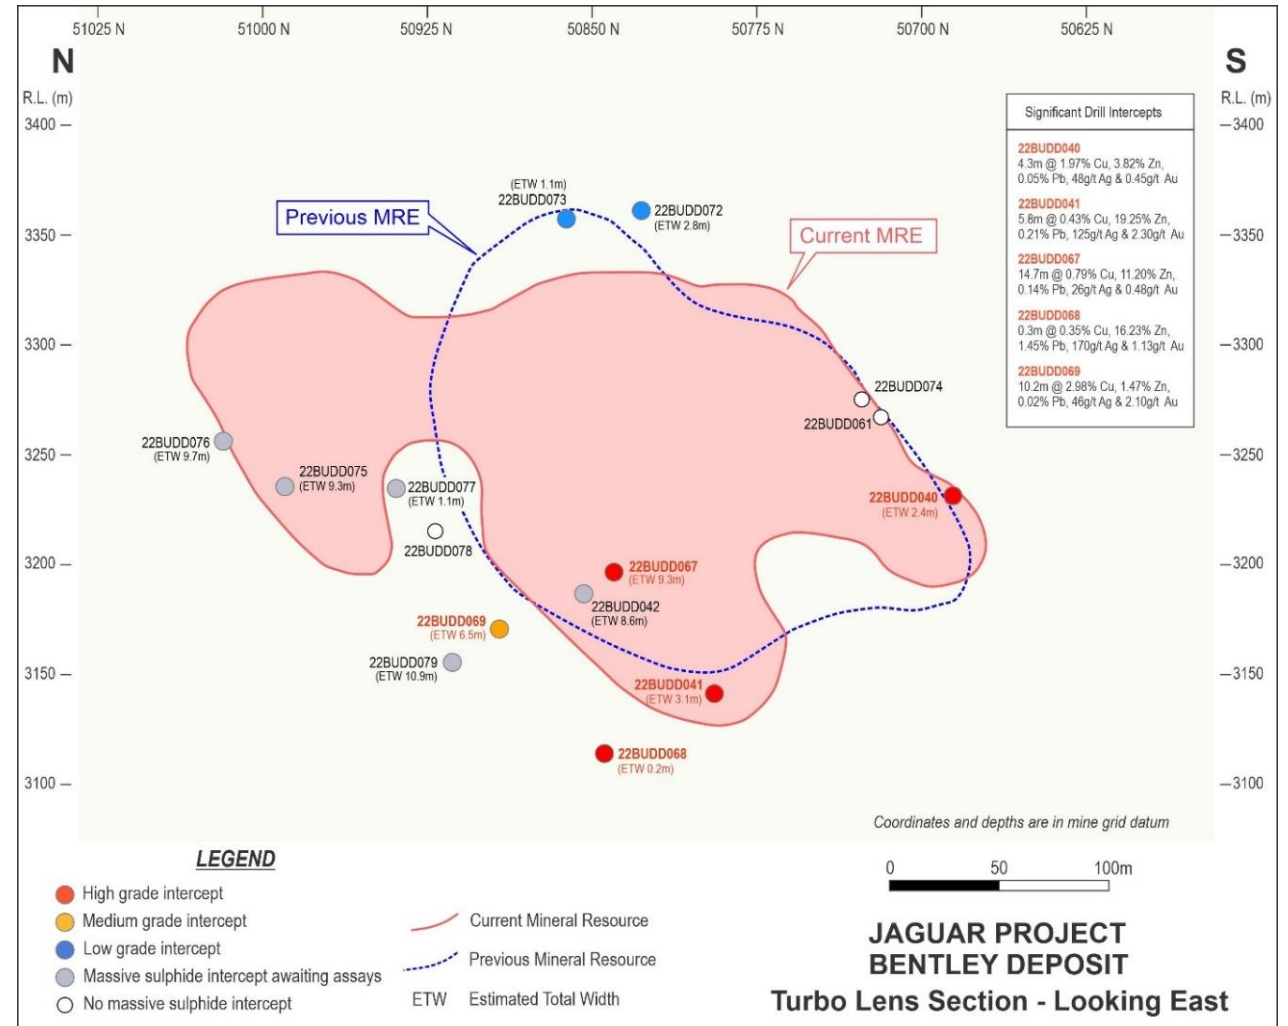 51025 N
51000 N
50925 N
50850 N
50775 N
50700 N
50625 N
N
S
R.L. (m)
R.L. (m)
3400
3400
3350
3350
3300
3300
3250
3250
3200
3200
3150
3150
3100
3100
Significant Drill Intercepts
22BUDD040
4.3m @ 1.97% Cu, 3.82% Zn,
0.05% Pb, 48g/t Ag & 0.45g/t Au
22BUDD041
5.8m @ 0.43% Cu, 19.25% Zn,
0.21% Pb, 125g/t Ag & 2.30g/t Au
22BUDD067
14.7m @ 0.79% Cu, 11.20% Zn,
0.14% Pb, 26g/t Ag & 0.48g/t Au
22BUDD068
0.3m @ 0.35% Cu, 16.23% Zn,
1.45% Pb, 170g/t Ag & 1.13g/t Au
22BUDD069
10.2m @ 2.98% Cu, 1.47% Zn,
0.02% Pb, 46g/t Ag & 2.10g/t Au
(ETW 1.1m)
22BUDD073
22BUDD072
(ETW 2.8m)
Previous MRE
Current MRE
22BUDD074
22BUDD061
22BUDD076
(ETW 9.7m)
22BUDD075
(ETW 9.3m)
22BUDD077
(ETW 1.1m)
22BUDD078
22BUDD040
(ETW 2.4m)
22BUDD067
(ETW 9.3m)
22BUDD042
(ETW 8.6m)
22BUDD069
(ETW 6.5m)
22BUDD079
(ETW 10.9m)
22BUDD041
(ETW 3.1m)
22BUDD068
(ETW 0.2m)
Coordinates and depths are in mine grid datum
LEGEND
High grade intercept
Medium grade intercept
Low grade intercept
Massive sulphide intercept awaiting assays
No massive sulphide intercept
Current Mineral Resource
Previous Mineral Resource
ETW Estimated Total Width
0 50 100m
JAGUAR PROJECT
BENTLEY DEPOSIT
Turbo Lens Section - Looking East